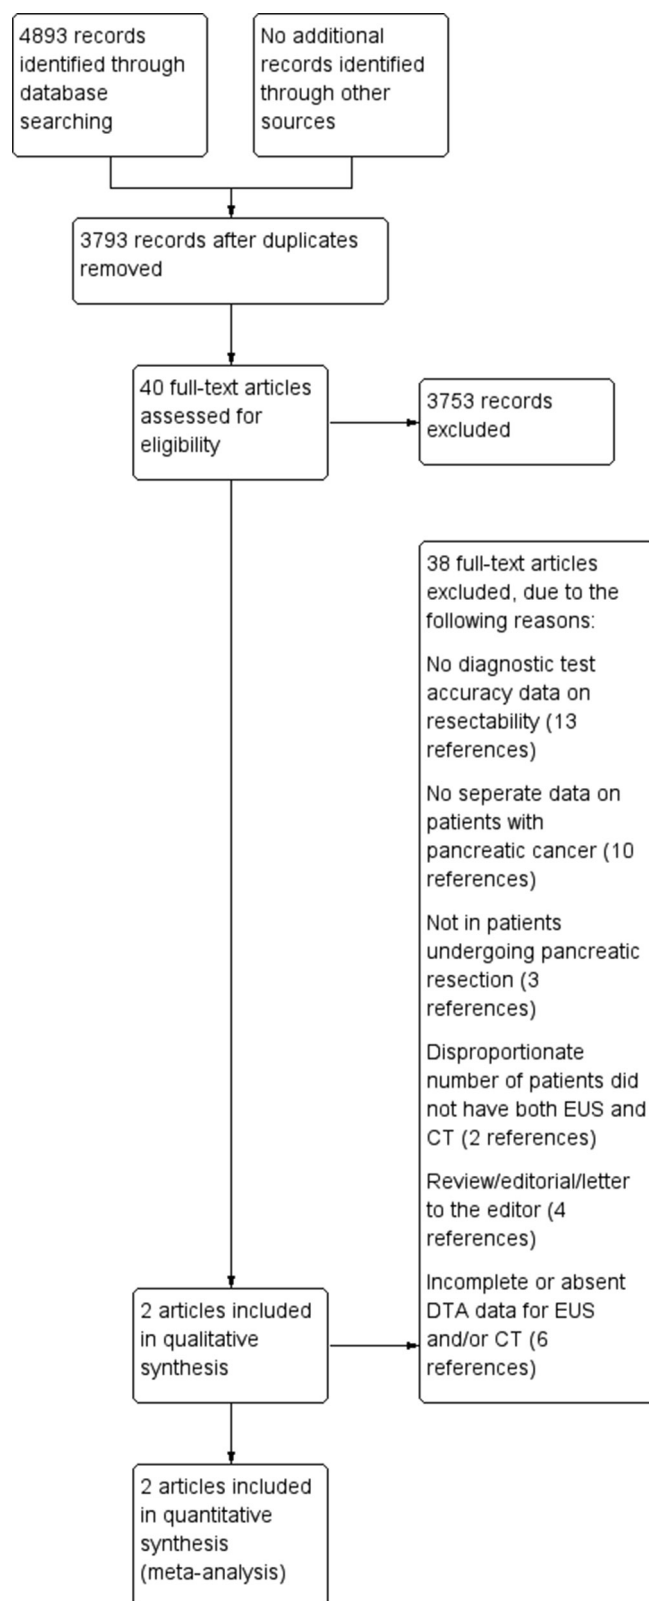 4893 records
identified through
database
searching
No additional
records identified
through other
sources
3793 records after duplicates
removed
40 full-text articles
assessed for
eligibility
3753 records
excluded
38 full-text articles
excluded, due to the
following reasons:
No diagnostic test
accuracy data on
resectability (13
references)
No seperate data on
patients with
pancreatic cancer (10
references)
Not in patients
undergoing pancreatic
resection (3
references)
Disproportionate
number of patients did
not have both EUS and
CT (2 references)
Review/editorial/letter
to the editor (4
references)
Incomplete or absent
DTA data for EUS
and/or CT (6
references)
2 articles included
in qualitative
synthesis
2 articles included
in quantitative
synthesis
(meta-analysis)